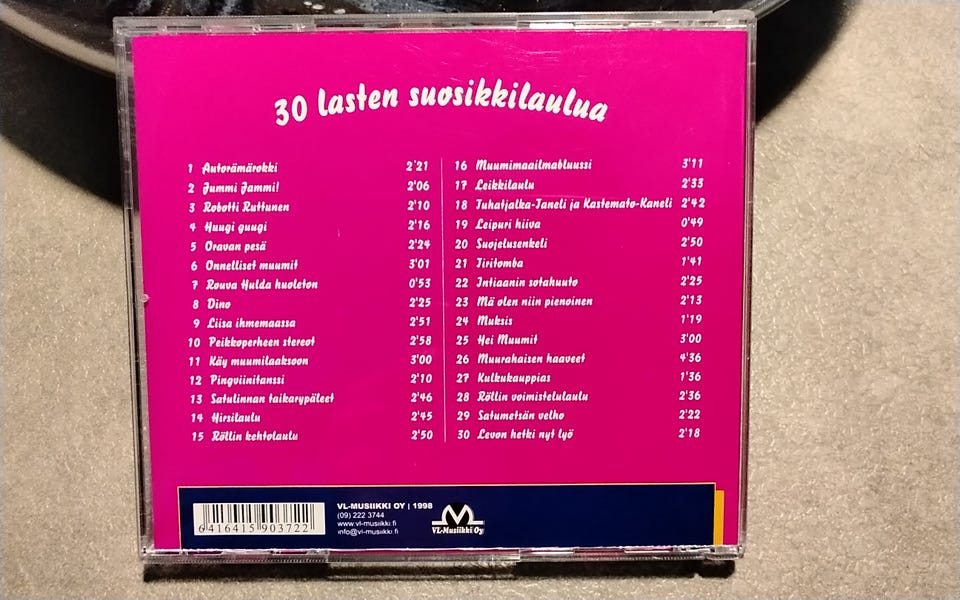 30 lasten suosikkilaulua
1 Autorämärokki 2'21
2 Jummi Jammi! 2'06
3 Robotti Ruttunen 2'10
4 Huugi guugi 2'16
5 Oravan pesä 2'24
6 Onnelliset muumit 3'01
7 Rouva Hulda huoleton 0'53
8 Dino 2'25
9 Liisa ihmemaassa 2'51
10 Peikkoperheen stereot 2'58
11 Käy muumilaaksoon 3'00
12 Pingviinitanssi 2'10
13 Satulinnan taikarypäleet 2'46
14 Hirsilaulu 2'45
15 Röllin kehtolaulu 2'50
16 Muumimaailmabluussi 3'11
17 Leikkilaulu 2'33
18 Tuhatjalka-Taneli ja Kastemato-Kaneli 2'42
19 Leipuri hiiva 0'49
20 Suojelusenkeli 2'50
21 Tiritomba 1'41
22 Intiaanin sotahuuto 2'25
23 Mä olen niin pienoinen 2'13
24 Muksis 1'19
25 Hei Muumit 3'00
26 Muurahaisen haaveet 4'36
27 Kulkukauppias 1'36
28 Röllin voimistelulaulu 2'36
29 Satumetsän velho 2'22
30 Levon hetki nyt lyö 2'18
6 416415 903722
VL-MUSIIKKI OY | 1998
(09) 222 3744
www.vl-musiikki.fi
info@vl-musiikki.fi
VL-Musiikki Oy